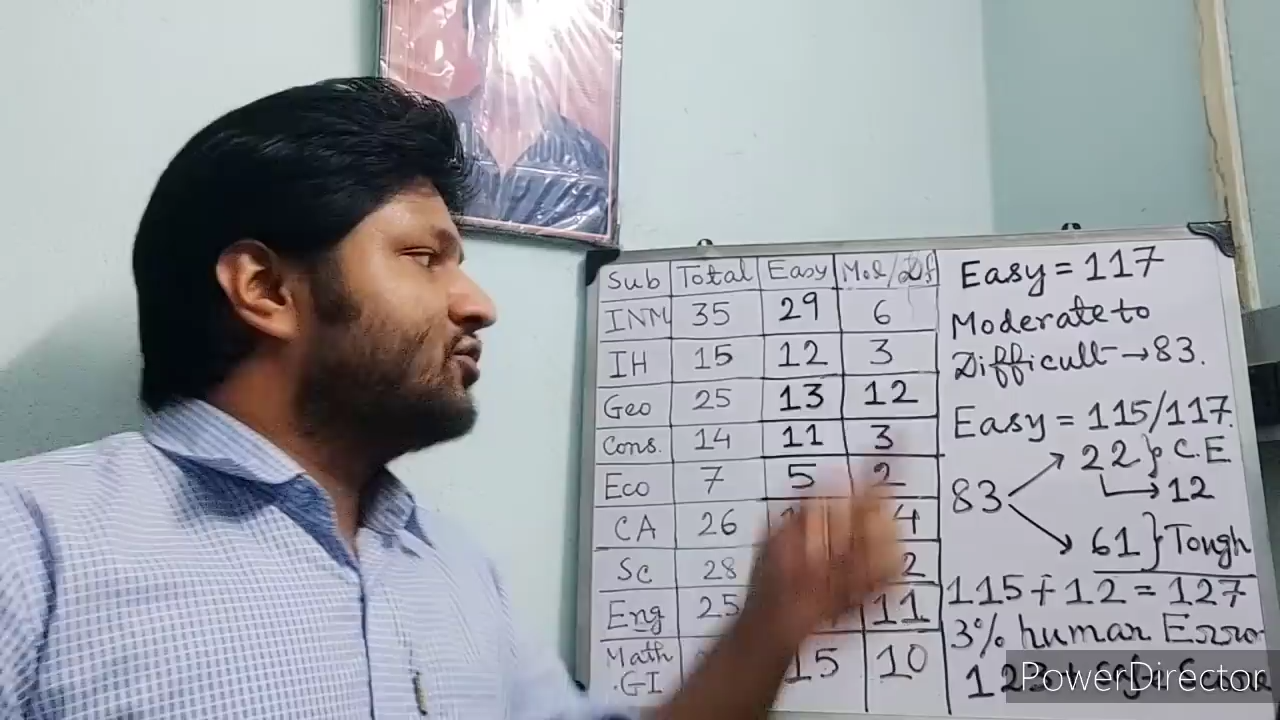 Sub Total Easy Mod/Df
INM 35 29 6
IH 15 12 3
Geo 25 13 12
Cons. 14 11 3
Eco 7 5 2
CA 26 4
Sc 28 2
Eng 25 11
Math
.GI 15 10
Easy = 117
Moderate to
Difficult → 83.
Easy = 115/117.
83 → 22 } C.E
→ 12
→ 61 } Tough
115 + 12 = 127
3% human Erro
123
PowerDirector